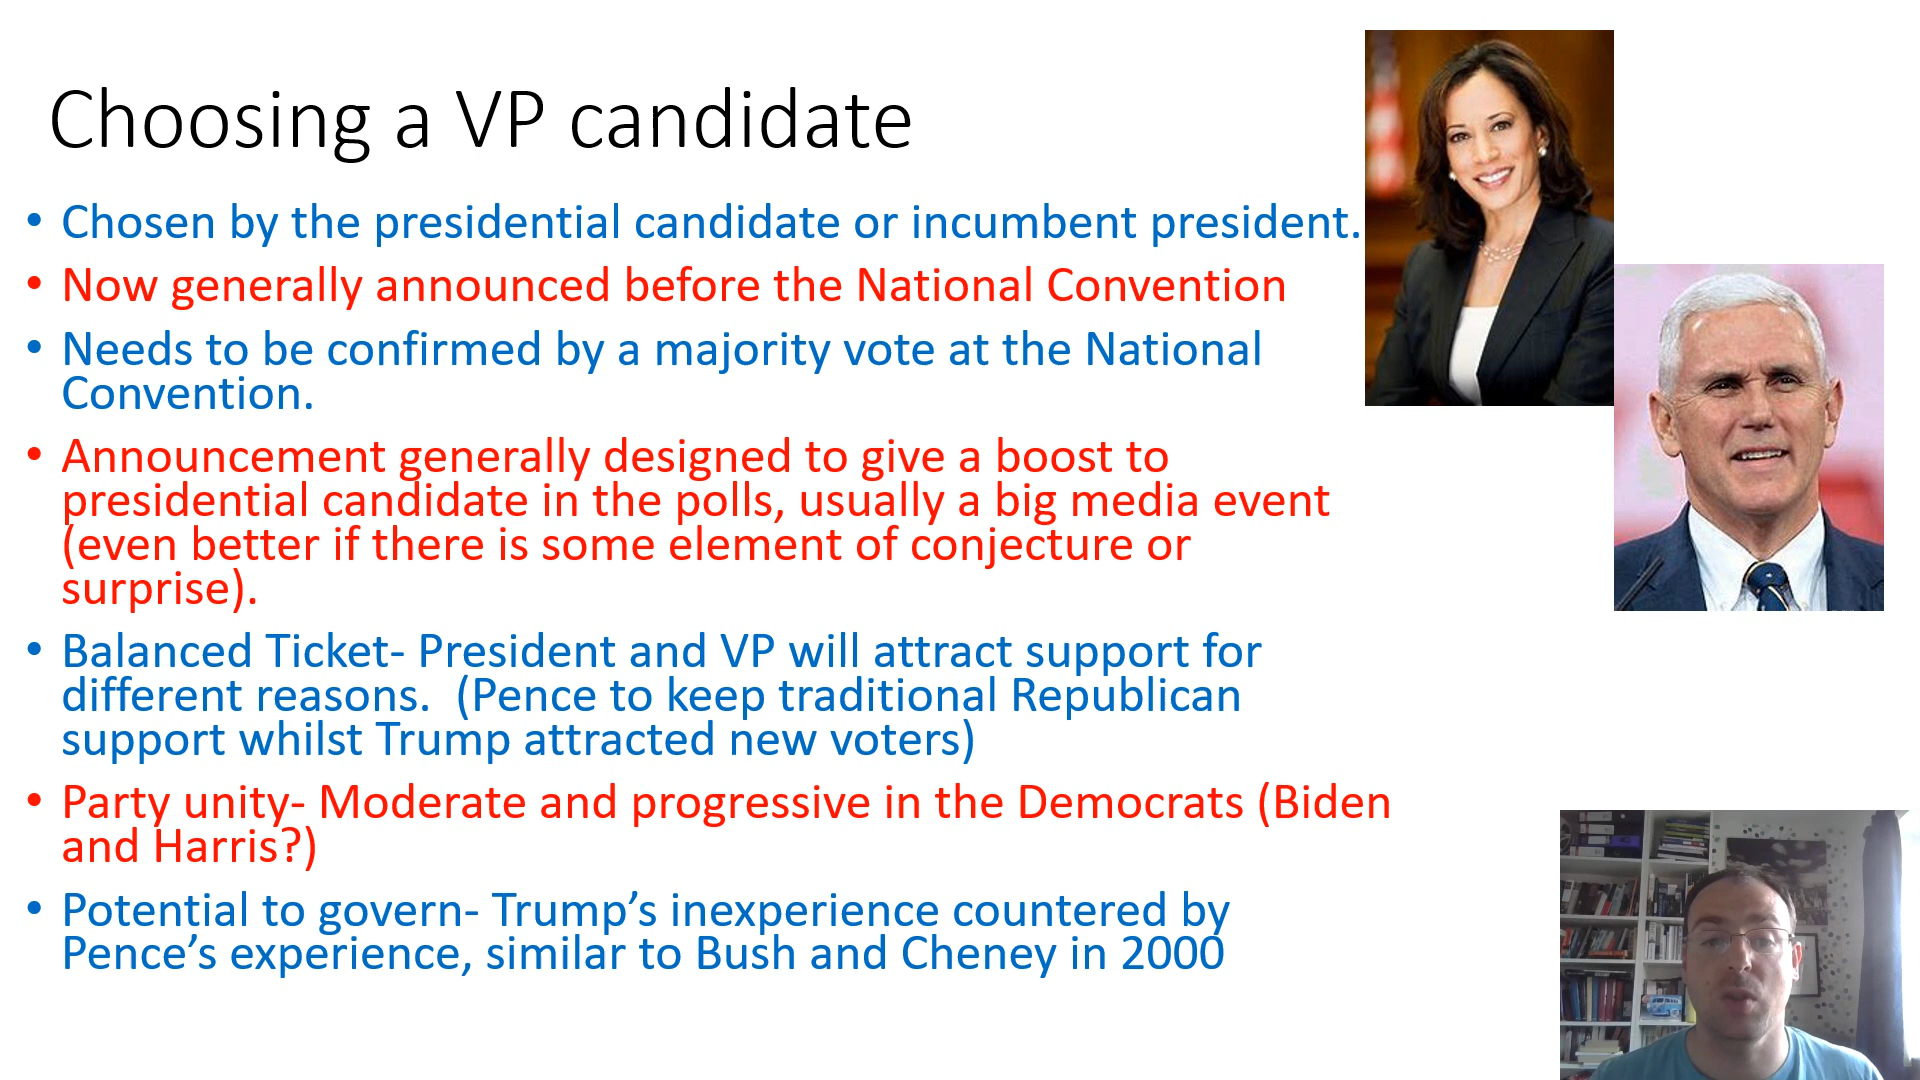 Choosing a VP candidate
• Chosen by the presidential candidate or incumbent president.
• Now generally announced before the National Convention
• Needs to be confirmed by a majority vote at the National
Convention.
• Announcement generally designed to give a boost to
presidential candidate in the polls, usually a big media event
(even better if there is some element of conjecture or
surprise).
• Balanced Ticket- President and VP will attract support for
different reasons.  (Pence to keep traditional Republican
support whilst Trump attracted new voters)
• Party unity- Moderate and progressive in the Democrats (Biden
and Harris?)
• Potential to govern- Trump’s inexperience countered by
Pence’s experience, similar to Bush and Cheney in 2000